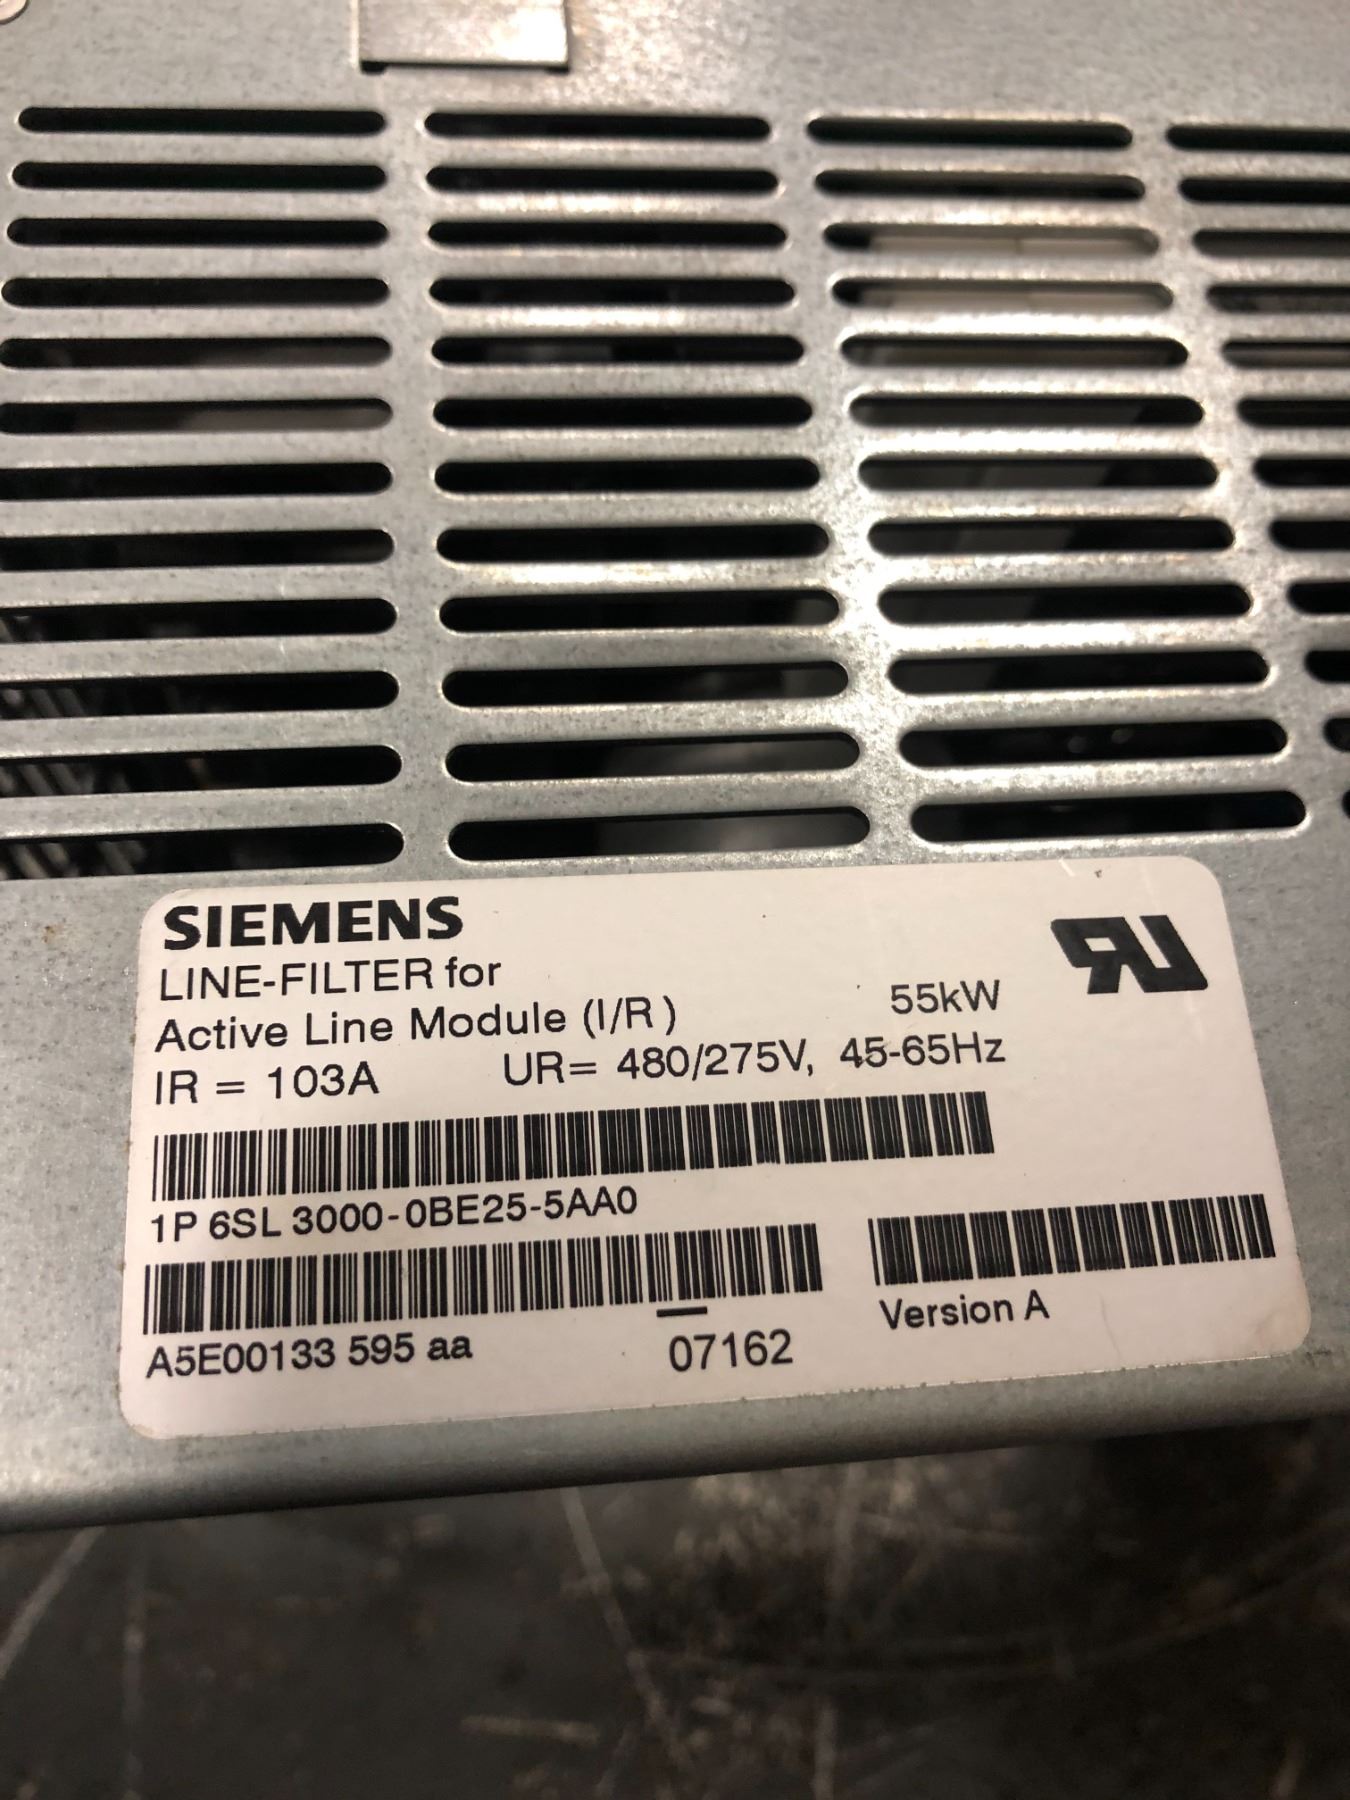 SIEMENS
LINE-FILTER for
Active Line Module (I/R) 55kW
IR = 103A UR= 480/275V, 45-65Hz
1P 6SL 3000-0BE25-5AA0
A5E00133 595 aa 07162 Version A